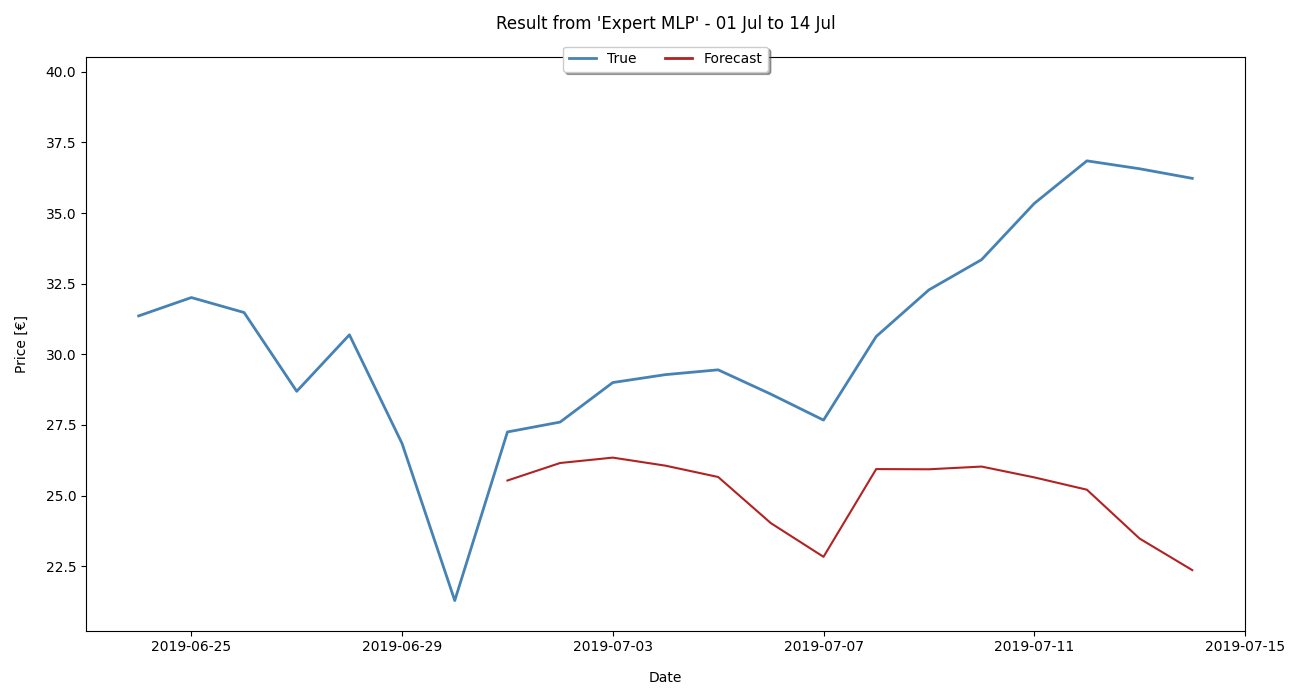 Result from 'Expert MLP' - 01 Jul to 14 Jul
True Forecast
40.0
37.5
35.0
32.5
30.0
27.5
25.0
22.5
Price [€]
2019-06-25 2019-06-29 2019-07-03 2019-07-07 2019-07-11 2019-07-15
Date